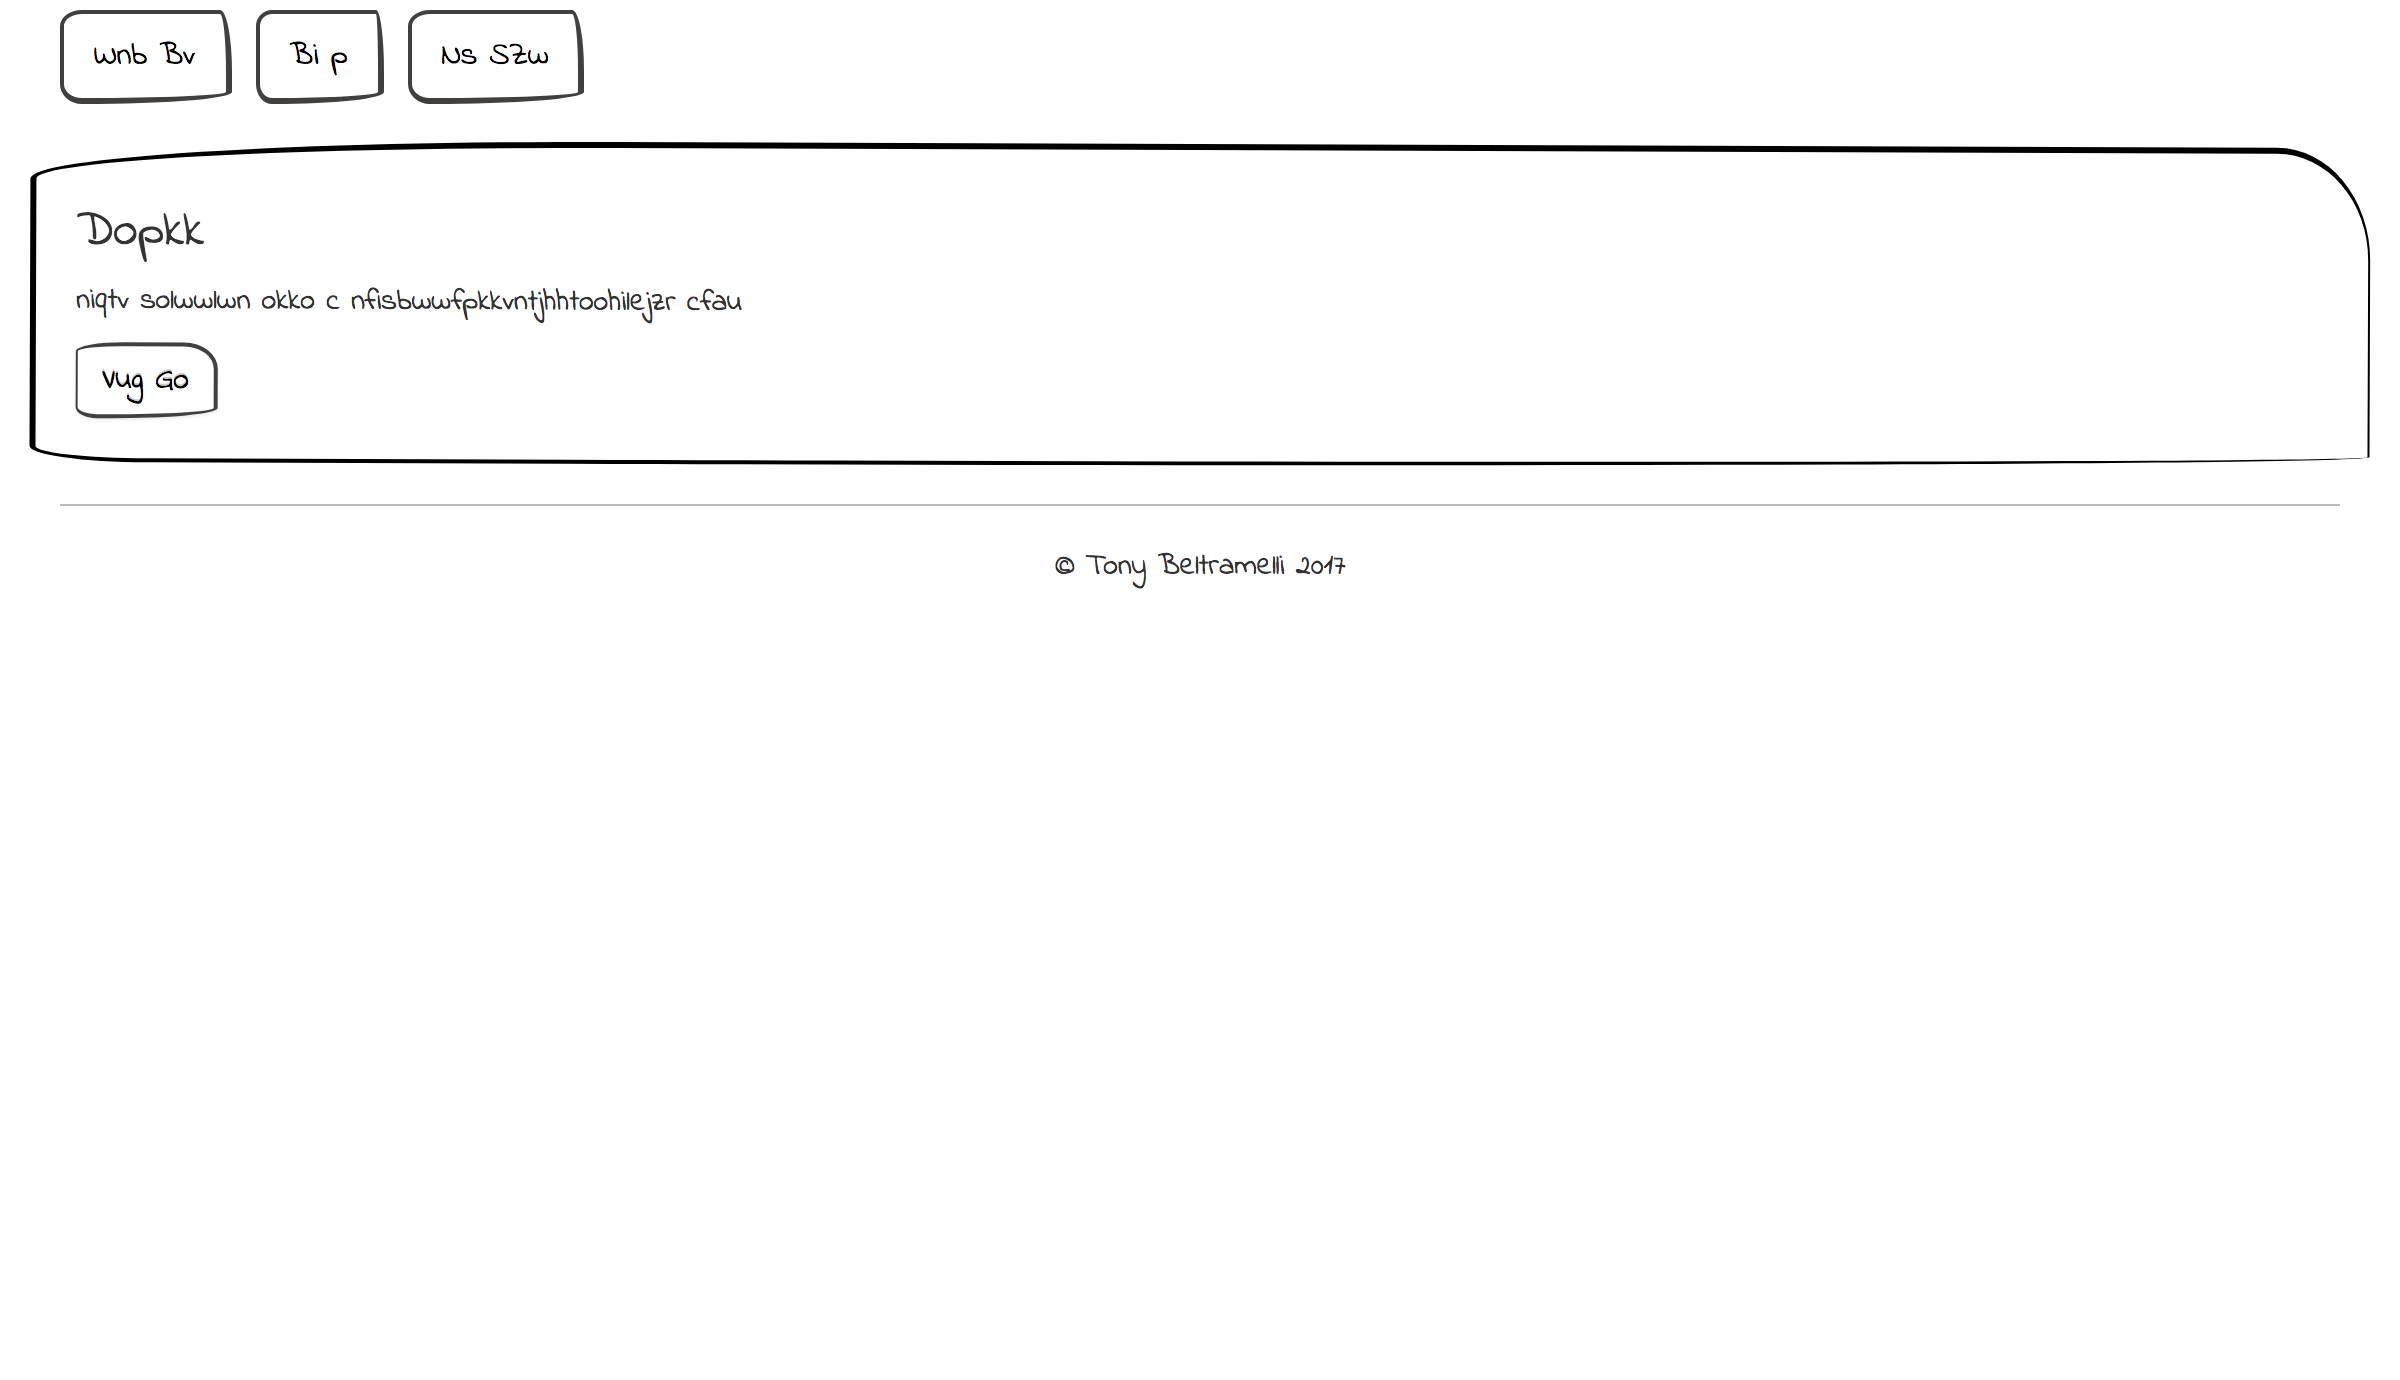 Wnb Bv
Bi p
Ns SZw
Dopkk
niqtv solwwlwn okko c nfisbwwfpkkvntjhhtoohilejzr cfau
Vug Go
© Tony Beltramelli 2017